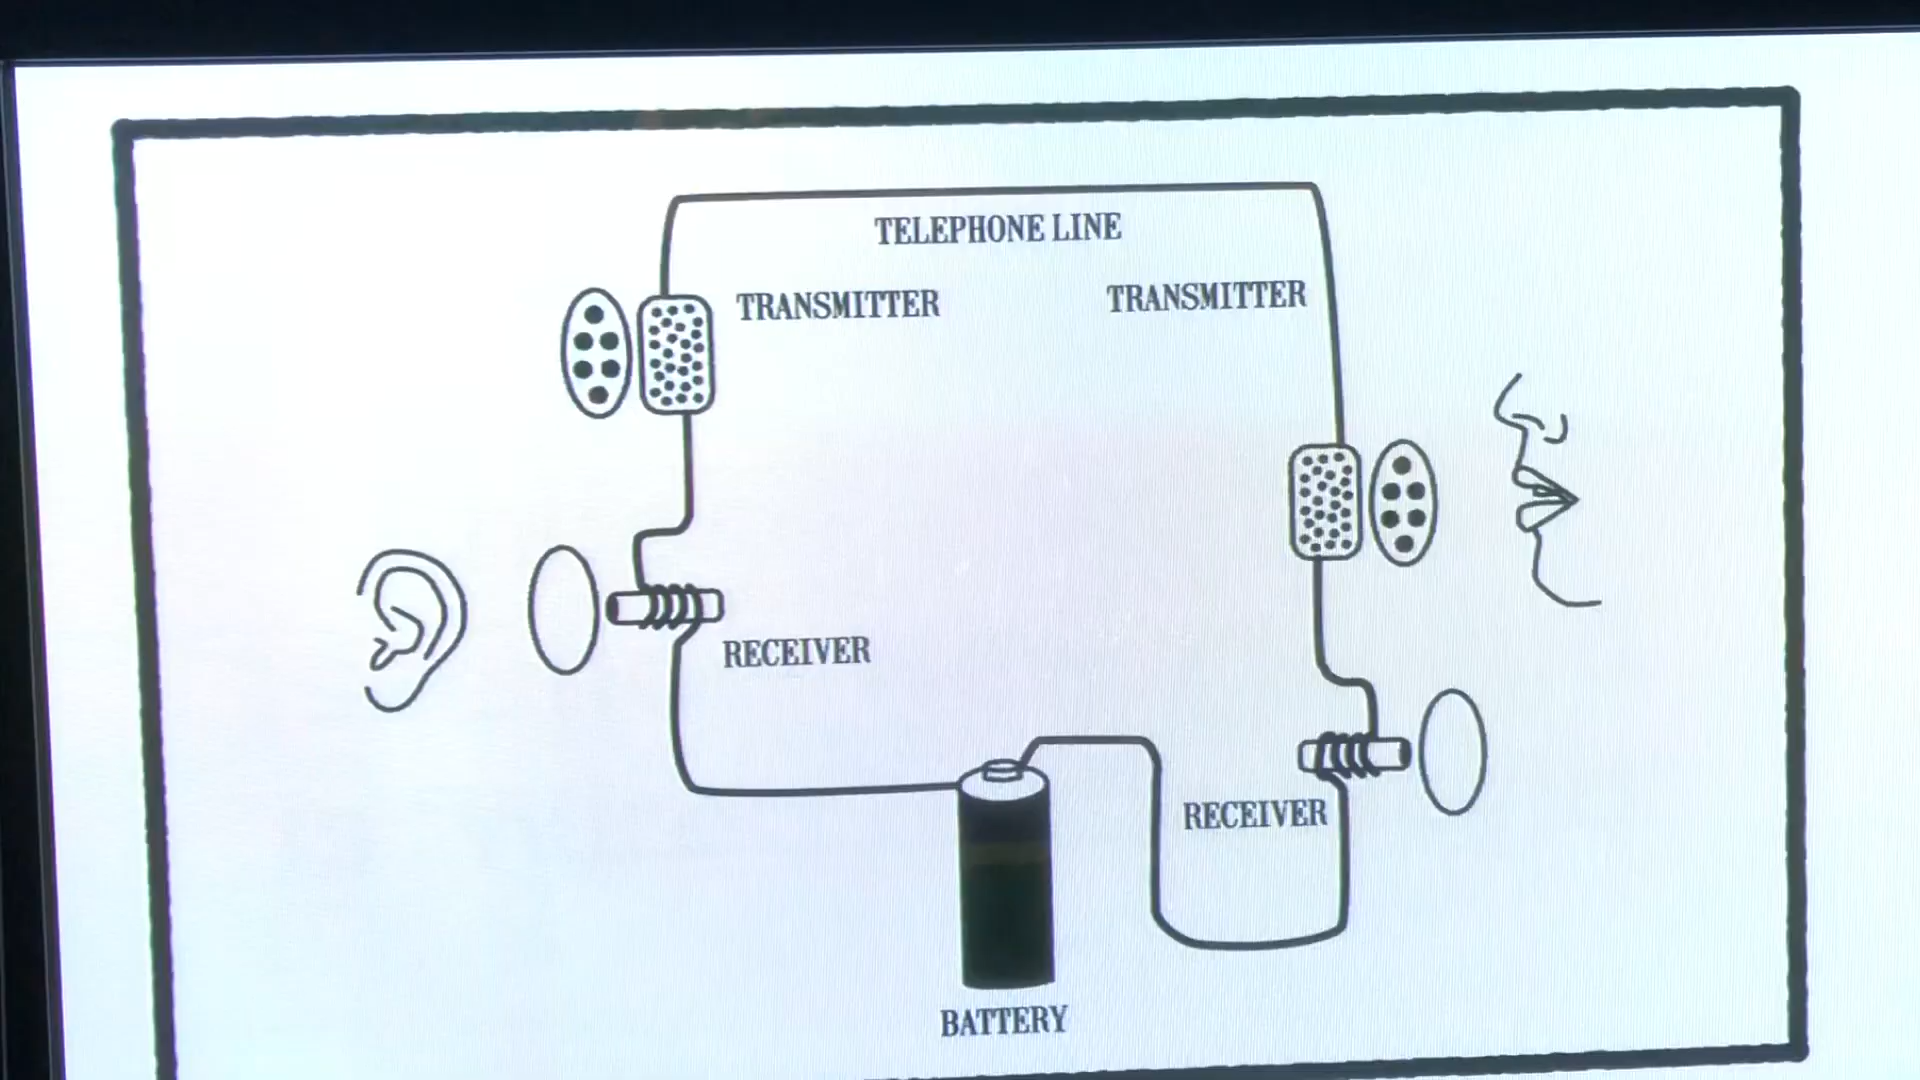 TELEPHONE LINE
TRANSMITTER
TRANSMITTER
RECEIVER
RECEIVER
BATTERY